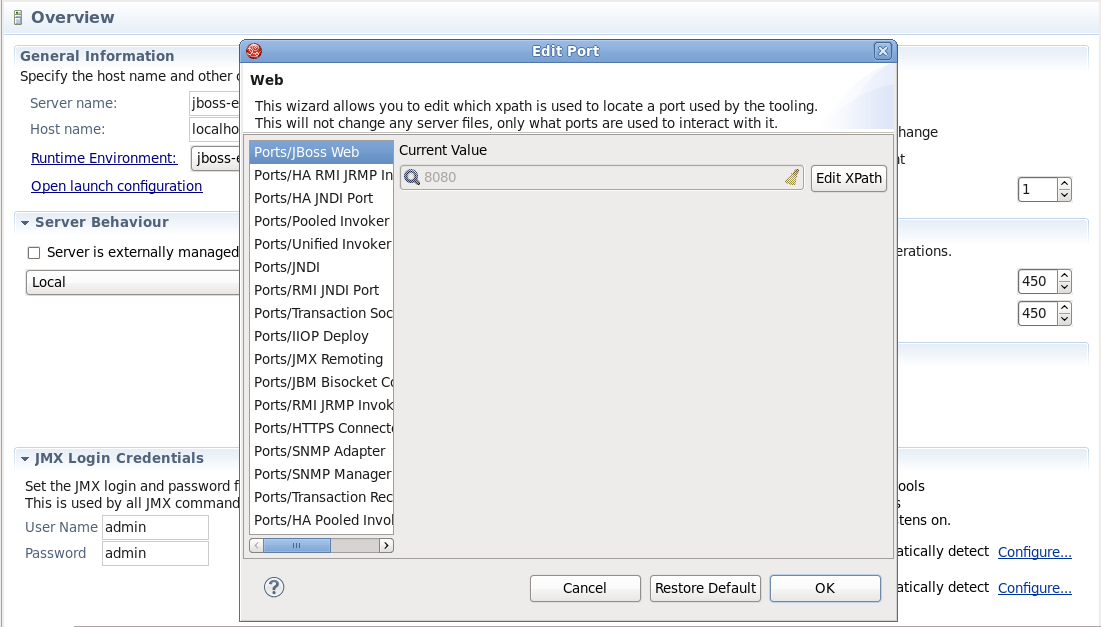 Overview
General Information
Specify the host name and other
Server name:
jboss-e
Host name:
localho
Runtime Environment:
jboss-e
Open launch configuration
Server Behaviour
Server is externally managed
Local
JMX Login Credentials
Set the JMX login and password
This is used by all JMX command
User Name
admin
Password
admin
Edit Port
Web
This wizard allows you to edit which xpath is used to locate a port used by the tooling.
This will not change any server files, only what ports are used to interact with it.
Ports/JBoss Web
Ports/HA RMI JRMP In
Ports/HA JNDI Port
Ports/Pooled Invoker
Ports/Unified Invoker
Ports/JNDI
Ports/RMI JNDI Port
Ports/Transaction Soc
Ports/IIOP Deploy
Ports/JMX Remoting
Ports/JBM Bisocket Co
Ports/RMI JRMP Invok
Ports/HTTPS Connecto
Ports/SNMP Adapter
Ports/SNMP Manager
Ports/Transaction Rec
Ports/HA Pooled Invol
Current Value
8080
Edit XPath
Cancel
Restore Default
OK
hange
nt
1
erations.
450
450
ools
s
tens on.
atically detect
Configure...
atically detect
Configure...